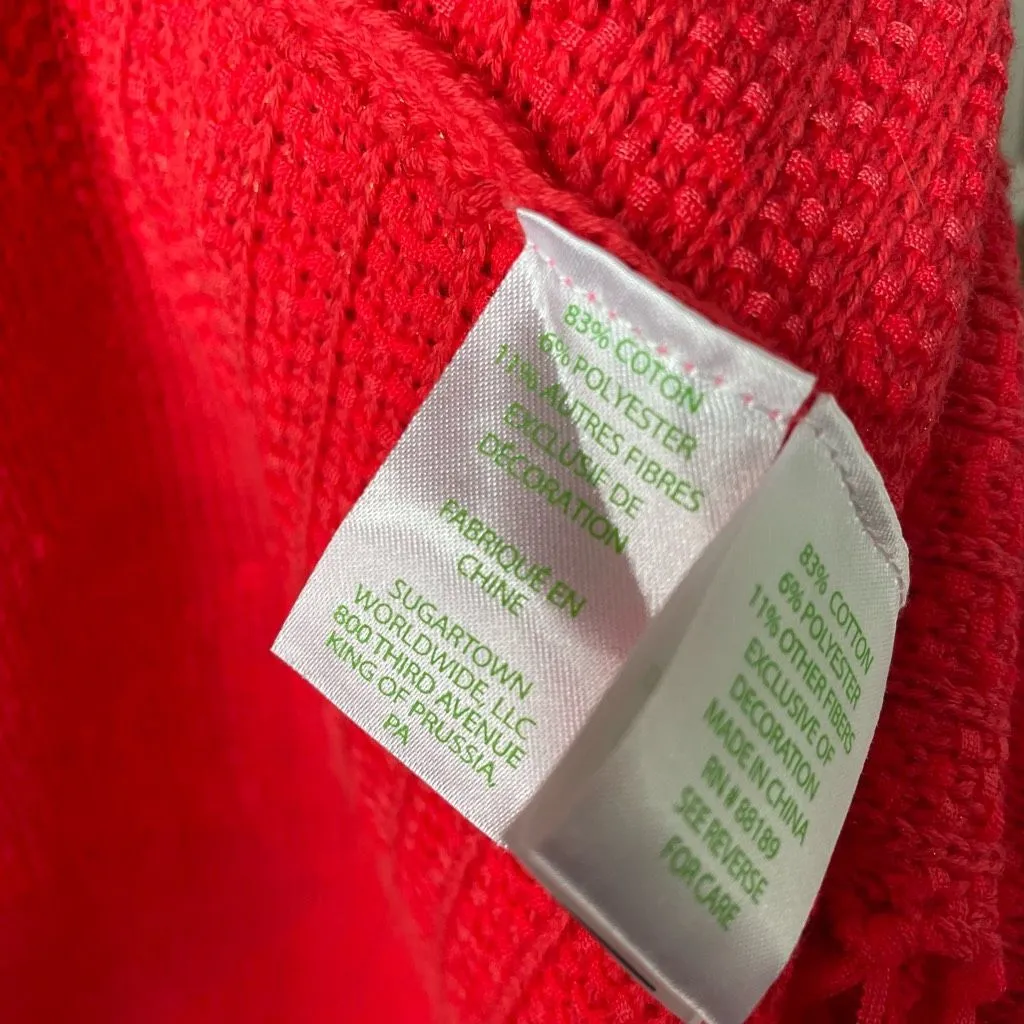 83% COTON
6% POLYESTER
11% AUTRES FIBRES
EXCLUSIF DE
DÉCORATION
FABRIQUÉ EN
CHINE
SUGARTOWN
WORLDWIDE, LLC
800 THIRD AVENUE
KING OF PRUSSIA,
PA
83% COTTON
6% POLYESTER
11% OTHER FIBERS
EXCLUSIVE OF
DECORATION
MADE IN CHINA
RN # 88189
SEE REVERSE
FOR CARE